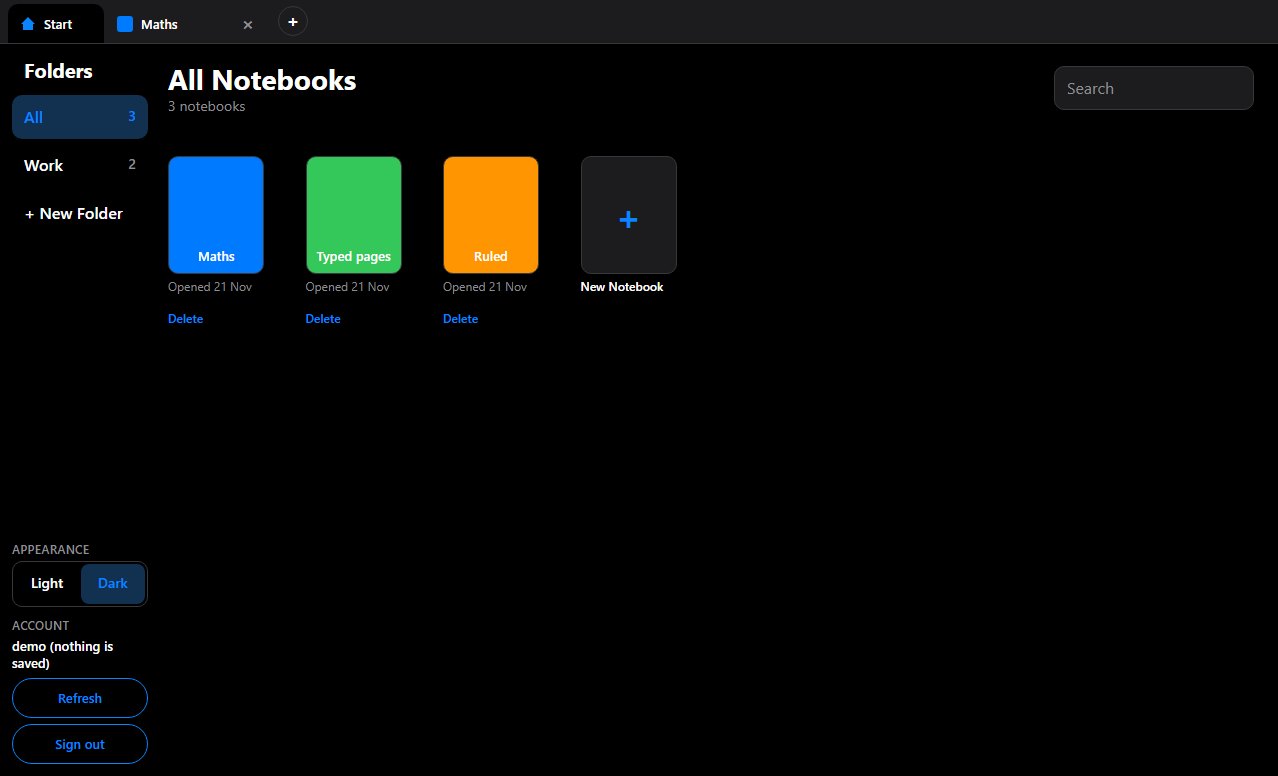 Start
Maths
Folders
All 3
Work 2
+ New Folder
All Notebooks
3 notebooks
Search
Maths
Typed pages
Ruled
+
Opened 21 Nov
Opened 21 Nov
Opened 21 Nov
New Notebook
Delete
Delete
Delete
APPEARANCE
Light
Dark
ACCOUNT
demo (nothing is
saved)
Refresh
Sign out